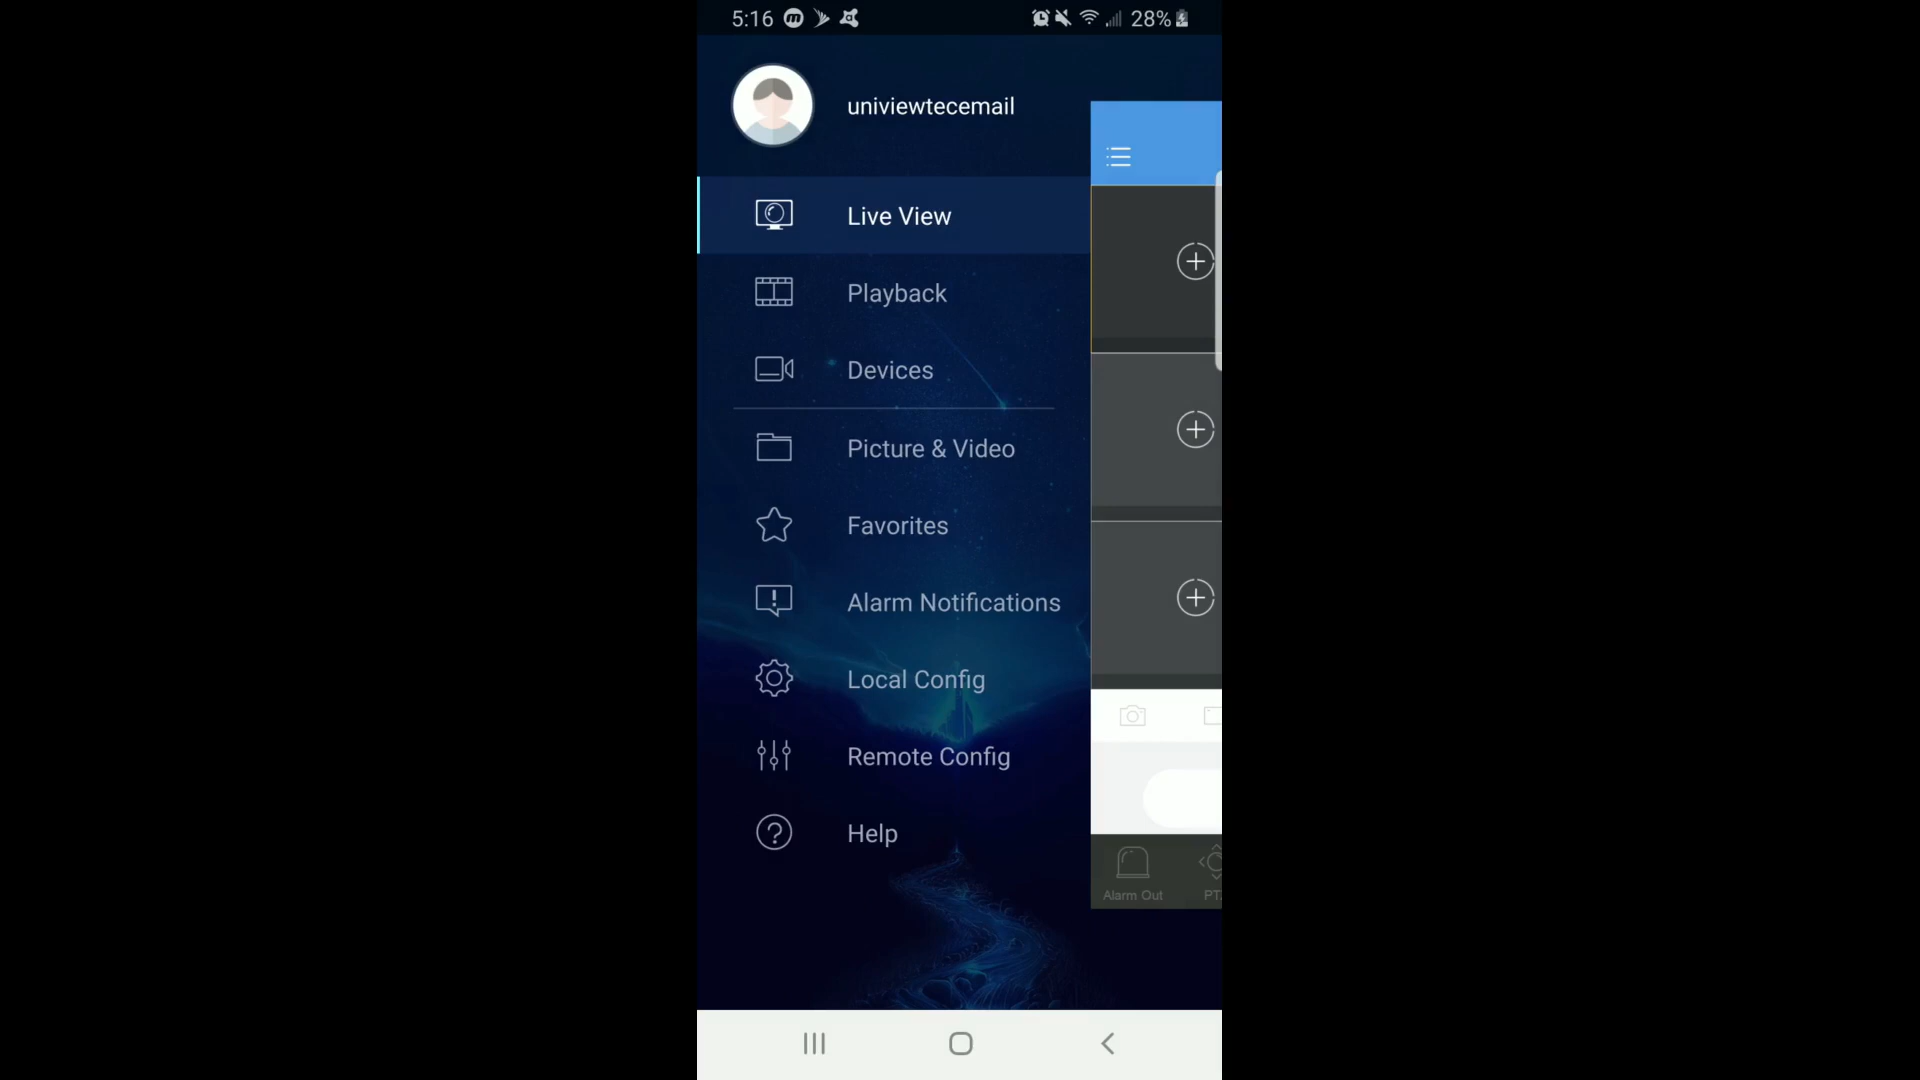 5:16
28%
univiewtecemail
Live View
Playback
Devices
Picture & Video
Favorites
Alarm Notifications
Local Config
Remote Config
Help
Alarm Out
PT